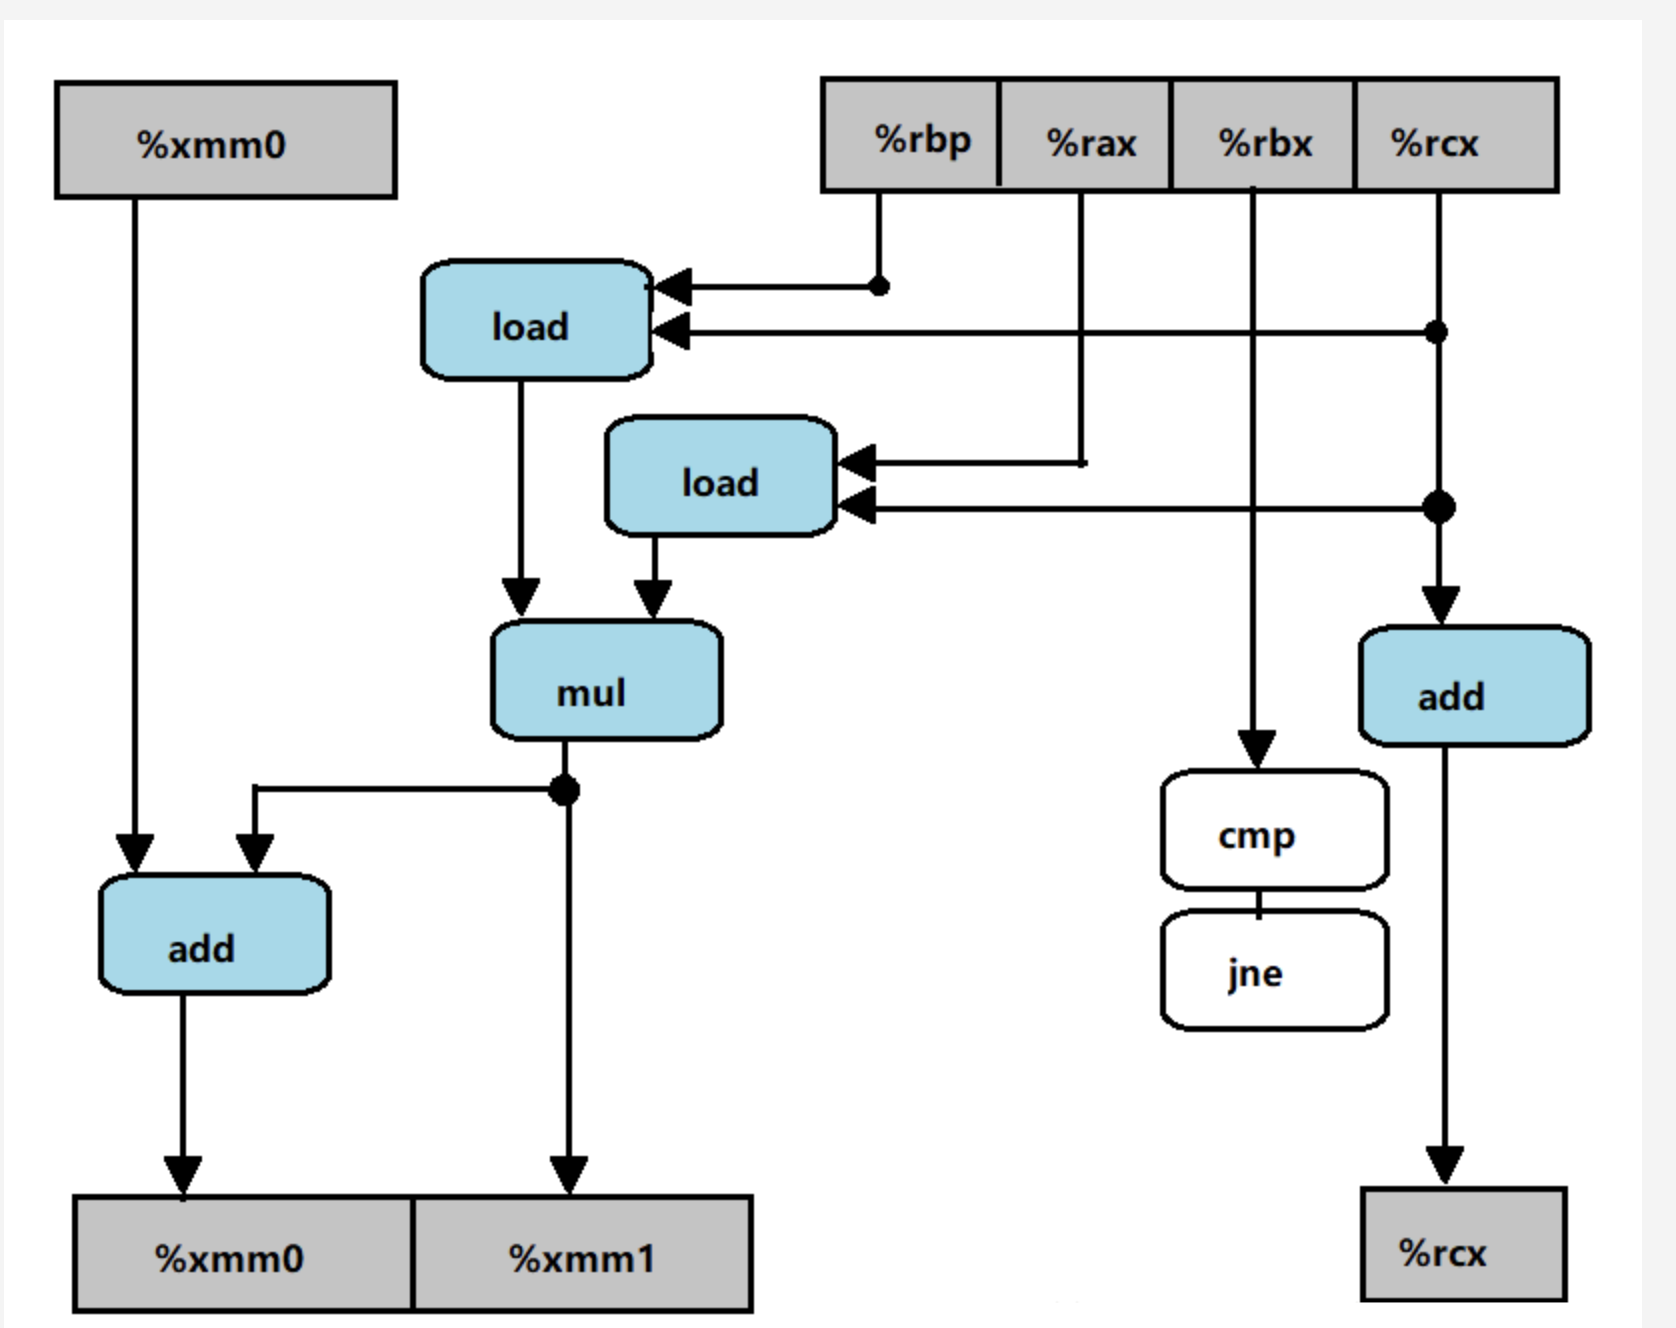 %xmm0
%rbp
%rax
%rbx
%rcx
load
load
mul
add
cmp
add
jne
%xmm0
%xmm1
%rcx